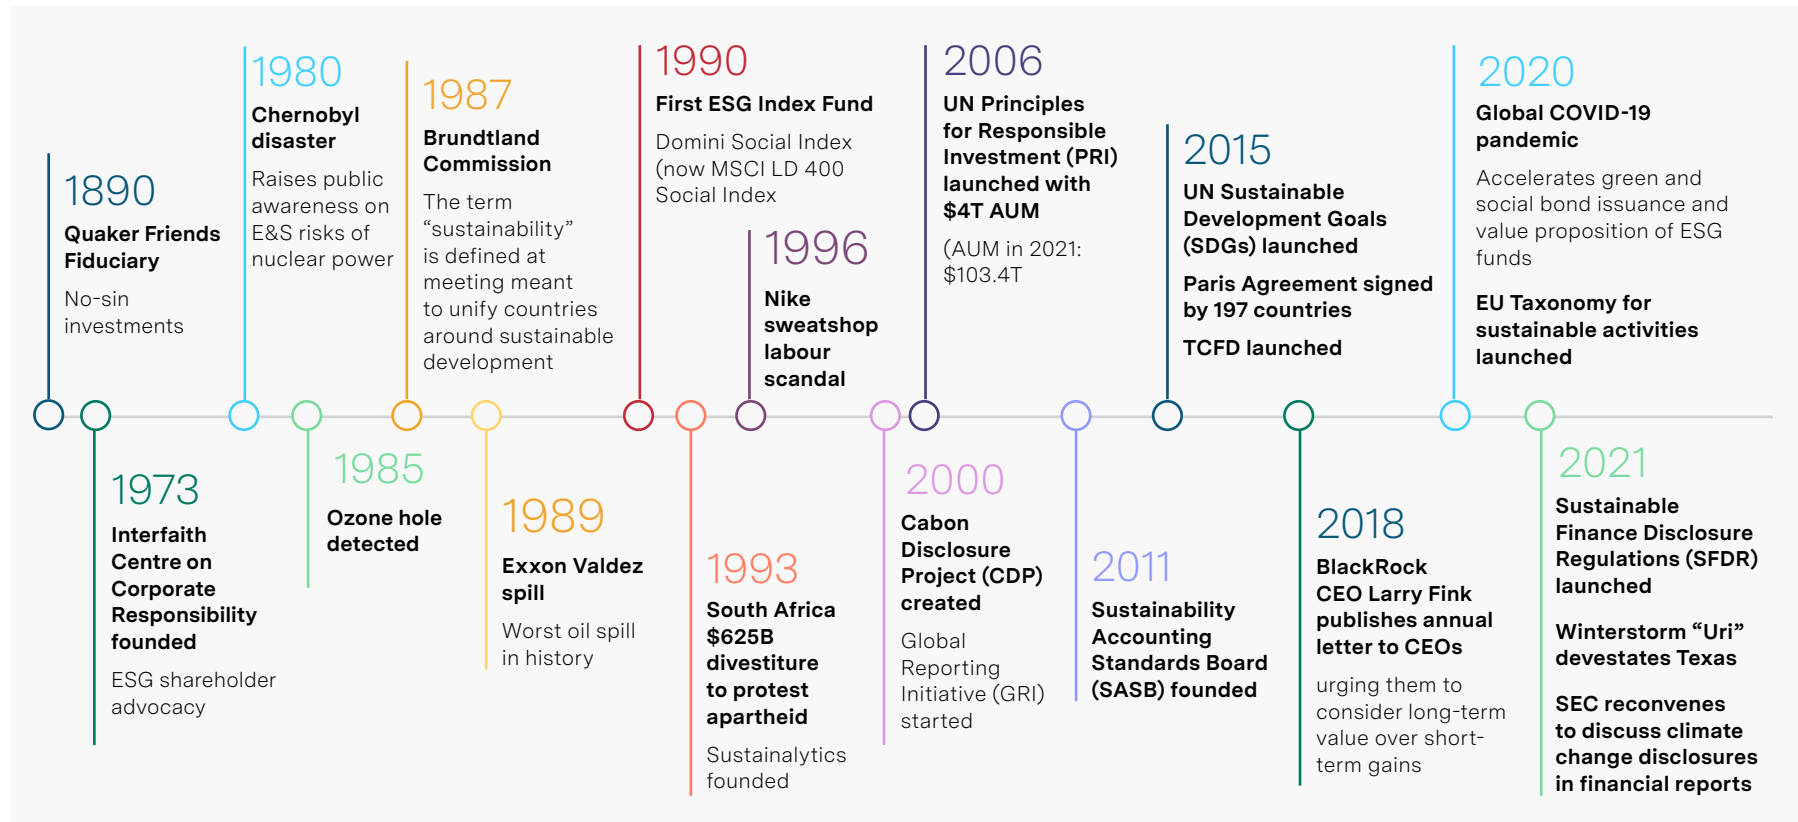 1890
Quaker Friends
Fiduciary
No-sin
investments
1973
Interfaith
Centre on
Corporate
Responsibility
founded
ESG shareholder
advocacy
1980
Chernobyl
disaster
Raises public
awareness on
E&S risks of
nuclear power
1985
Ozone hole
detected
1987
Brundtland
Commission
The term
“sustainability”
is defined at
meeting meant
to unify countries
around sustainable
development
1989
Exxon Valdez
spill
Worst oil spill
in history
1990
First ESG Index Fund
Domini Social Index
(now MSCI LD 400
Social Index
1993
South Africa
$625B
divestiture
to protest
apartheid
Sustainalytics
founded
1996
Nike
sweatshop
labour
scandal
2000
Cabon
Disclosure
Project (CDP)
created
Global
Reporting
Initiative (GRI)
started
2006
UN Principles
for Responsible
Investment (PRI)
launched with
$4T AUM
(AUM in 2021:
$103.4T
2011
Sustainability
Accounting
Standards Board
(SASB) founded
2015
UN Sustainable
Development Goals
(SDGs) launched
Paris Agreement signed
by 197 countries
TCFD launched
2018
BlackRock
CEO Larry Fink
publishes annual
letter to CEOs
urging them to
consider long-term
value over short-
term gains
2020
Global COVID-19
pandemic
Accelerates green and
social bond issuance and
value proposition of ESG
funds
EU Taxonomy for
sustainable activities
launched
2021
Sustainable
Finance Disclosure
Regulations (SFDR)
launched
Winterstorm “Uri”
devestates Texas
SEC reconvenes
to discuss climate
change disclosures
in financial reports